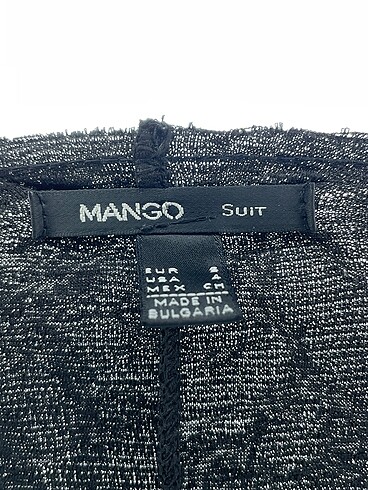 MANGO SUIT
EUR S
USA 4
MEX CH
MADE IN
BULGARIA